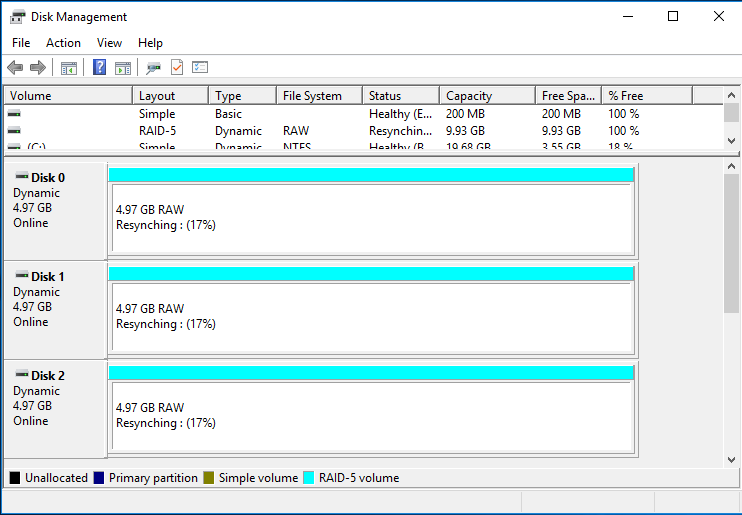 Disk Management
File Action View Help
Volume Layout Type File System Status Capacity Free Spa... % Free
Simple Basic Healthy (E... 200 MB 200 MB 100 %
RAID-5 Dynamic RAW Resynchin... 9.93 GB 9.93 GB 100 %
(C:) Simple Dynamic NTFS Healthy (B... 19.68 GB 3.55 GB 18 %
Disk 0
Dynamic
4.97 GB
Online
4.97 GB RAW
Resynching : (17%)
Disk 1
Dynamic
4.97 GB
Online
4.97 GB RAW
Resynching : (17%)
Disk 2
Dynamic
4.97 GB
Online
4.97 GB RAW
Resynching : (17%)
Unallocated Primary partition Simple volume RAID-5 volume